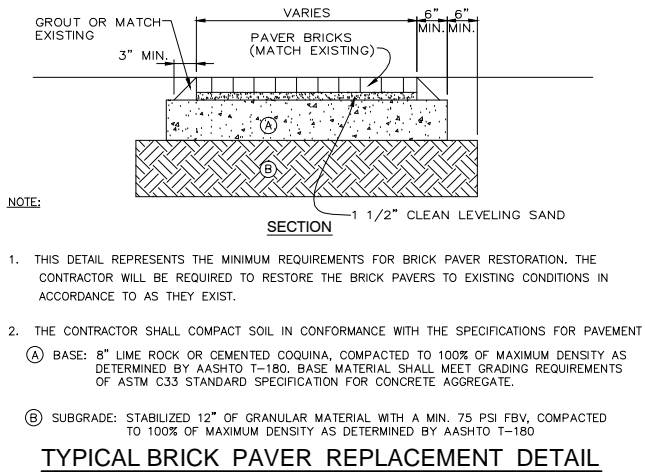 VARIES
6" 6"
MIN. MIN.
GROUT OR MATCH
EXISTING
3" MIN.
PAVER BRICKS
(MATCH EXISTING)
A
B
NOTE:
1 1/2" CLEAN LEVELING SAND
SECTION
1. THIS DETAIL REPRESENTS THE MINIMUM REQUIREMENTS FOR BRICK PAVER RESTORATION. THE
CONTRACTOR WILL BE REQUIRED TO RESTORE THE BRICK PAVERS TO EXISTING CONDITIONS IN
ACCORDANCE TO AS THEY EXIST.
2. THE CONTRACTOR SHALL COMPACT SOIL IN CONFORMANCE WITH THE SPECIFICATIONS FOR PAVEMENT
A BASE: 8" LIME ROCK OR CEMENTED COQUINA, COMPACTED TO 100% OF MAXIMUM DENSITY AS
DETERMINED BY AASHTO T-180. BASE MATERIAL SHALL MEET GRADING REQUIREMENTS
OF ASTM C33 STANDARD SPECIFICATION FOR CONCRETE AGGREGATE.
B SUBGRADE: STABILIZED 12" OF GRANULAR MATERIAL WITH A MIN. 75 PSI FBV, COMPACTED
TO 100% OF MAXIMUM DENSITY AS DETERMINED BY AASHTO T-180
TYPICAL BRICK PAVER REPLACEMENT DETAIL